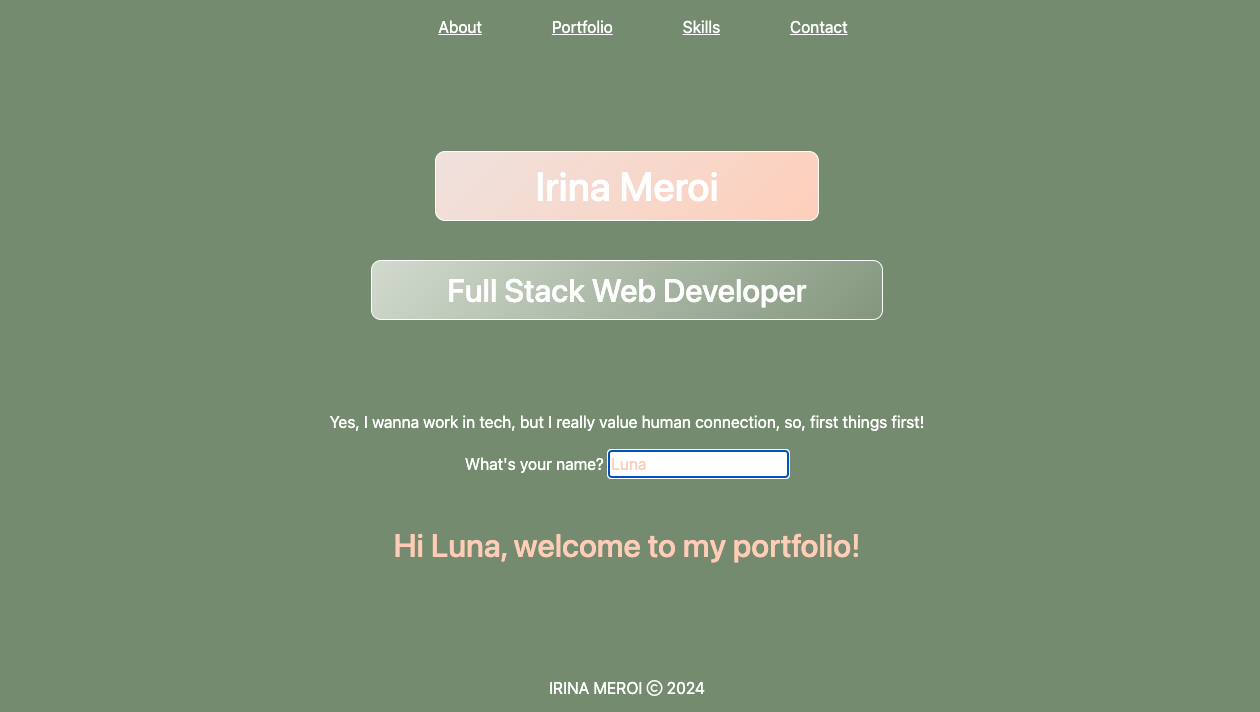 About Portfolio Skills Contact
Irina Meroi
Full Stack Web Developer
Yes, I wanna work in tech, but I really value human connection, so, first things first!
What's your name? Luna
Hi Luna, welcome to my portfolio!
IRINA MEROI © 2024